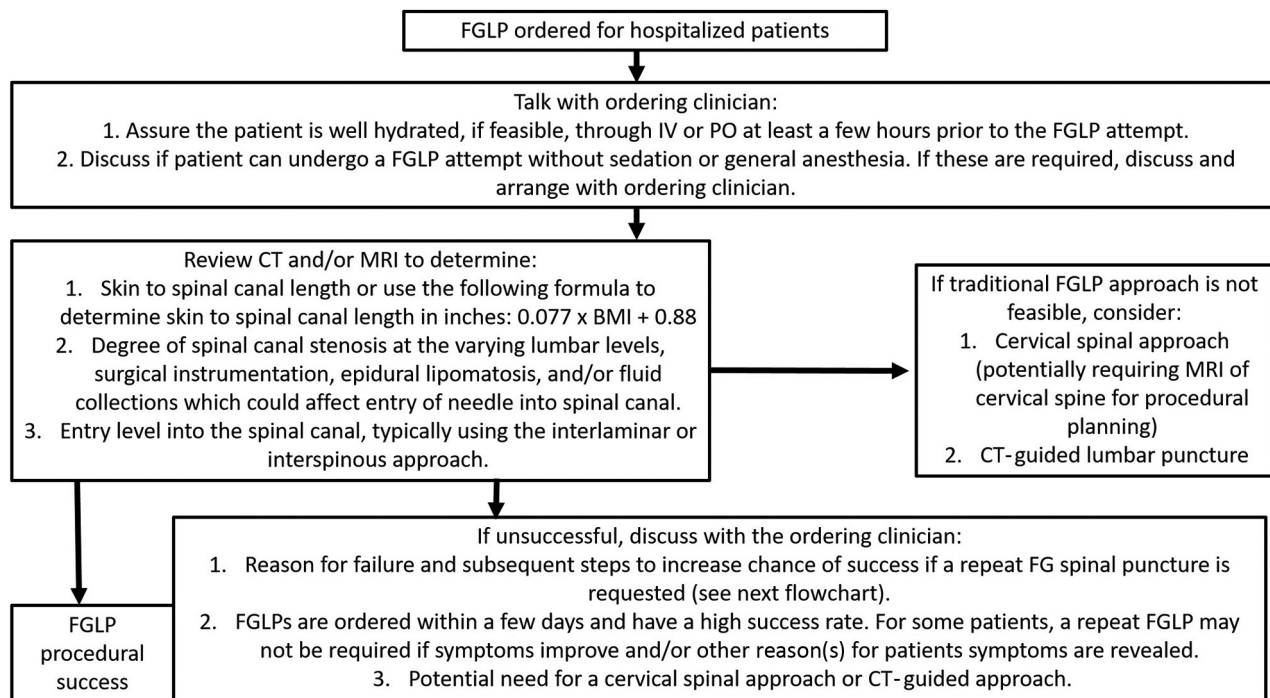 FGLP ordered for hospitalized patients
Talk with ordering clinician:
1. Assure the patient is well hydrated, if feasible, through IV or PO at least a few hours prior to the FGLP attempt.
2. Discuss if patient can undergo a FGLP attempt without sedation or general anesthesia. If these are required, discuss and
arrange with ordering clinician.
Review CT and/or MRI to determine:
1. Skin to spinal canal length or use the following formula to
determine skin to spinal canal length in inches: 0.077 x BMI + 0.88
2. Degree of spinal canal stenosis at the varying lumbar levels,
surgical instrumentation, epidural lipomatosis, and/or fluid
collections which could affect entry of needle into spinal canal.
3. Entry level into the spinal canal, typically using the interlaminar or
interspinous approach.
If traditional FGLP approach is not
feasible, consider:
1. Cervical spinal approach
(potentially requiring MRI of
cervical spine for procedural
planning)
2. CT-guided lumbar puncture
If unsuccessful, discuss with the ordering clinician:
1. Reason for failure and subsequent steps to increase chance of success if a repeat FG spinal puncture is
requested (see next flowchart).
2. FGLPs are ordered within a few days and have a high success rate. For some patients, a repeat FGLP may
not be required if symptoms improve and/or other reason(s) for patients symptoms are revealed.
3. Potential need for a cervical spinal approach or CT-guided approach.
FGLP
procedural
success